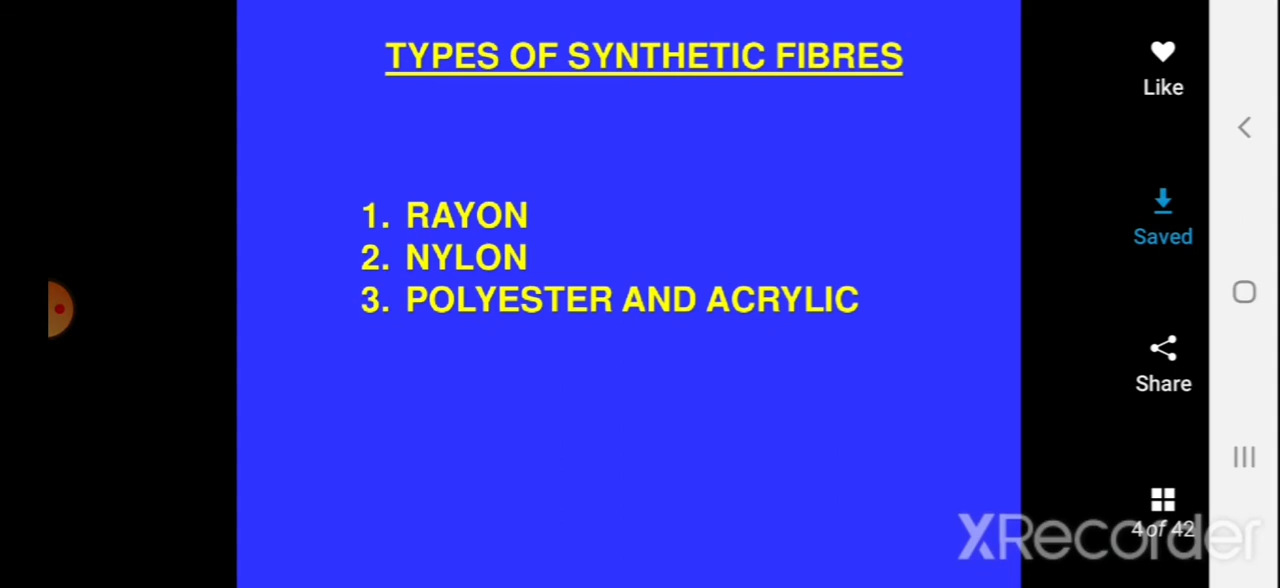 TYPES OF SYNTHETIC FIBRES
1. RAYON
2. NYLON
3. POLYESTER AND ACRYLIC
Like
Saved
Share
4 of 42
XRecorder